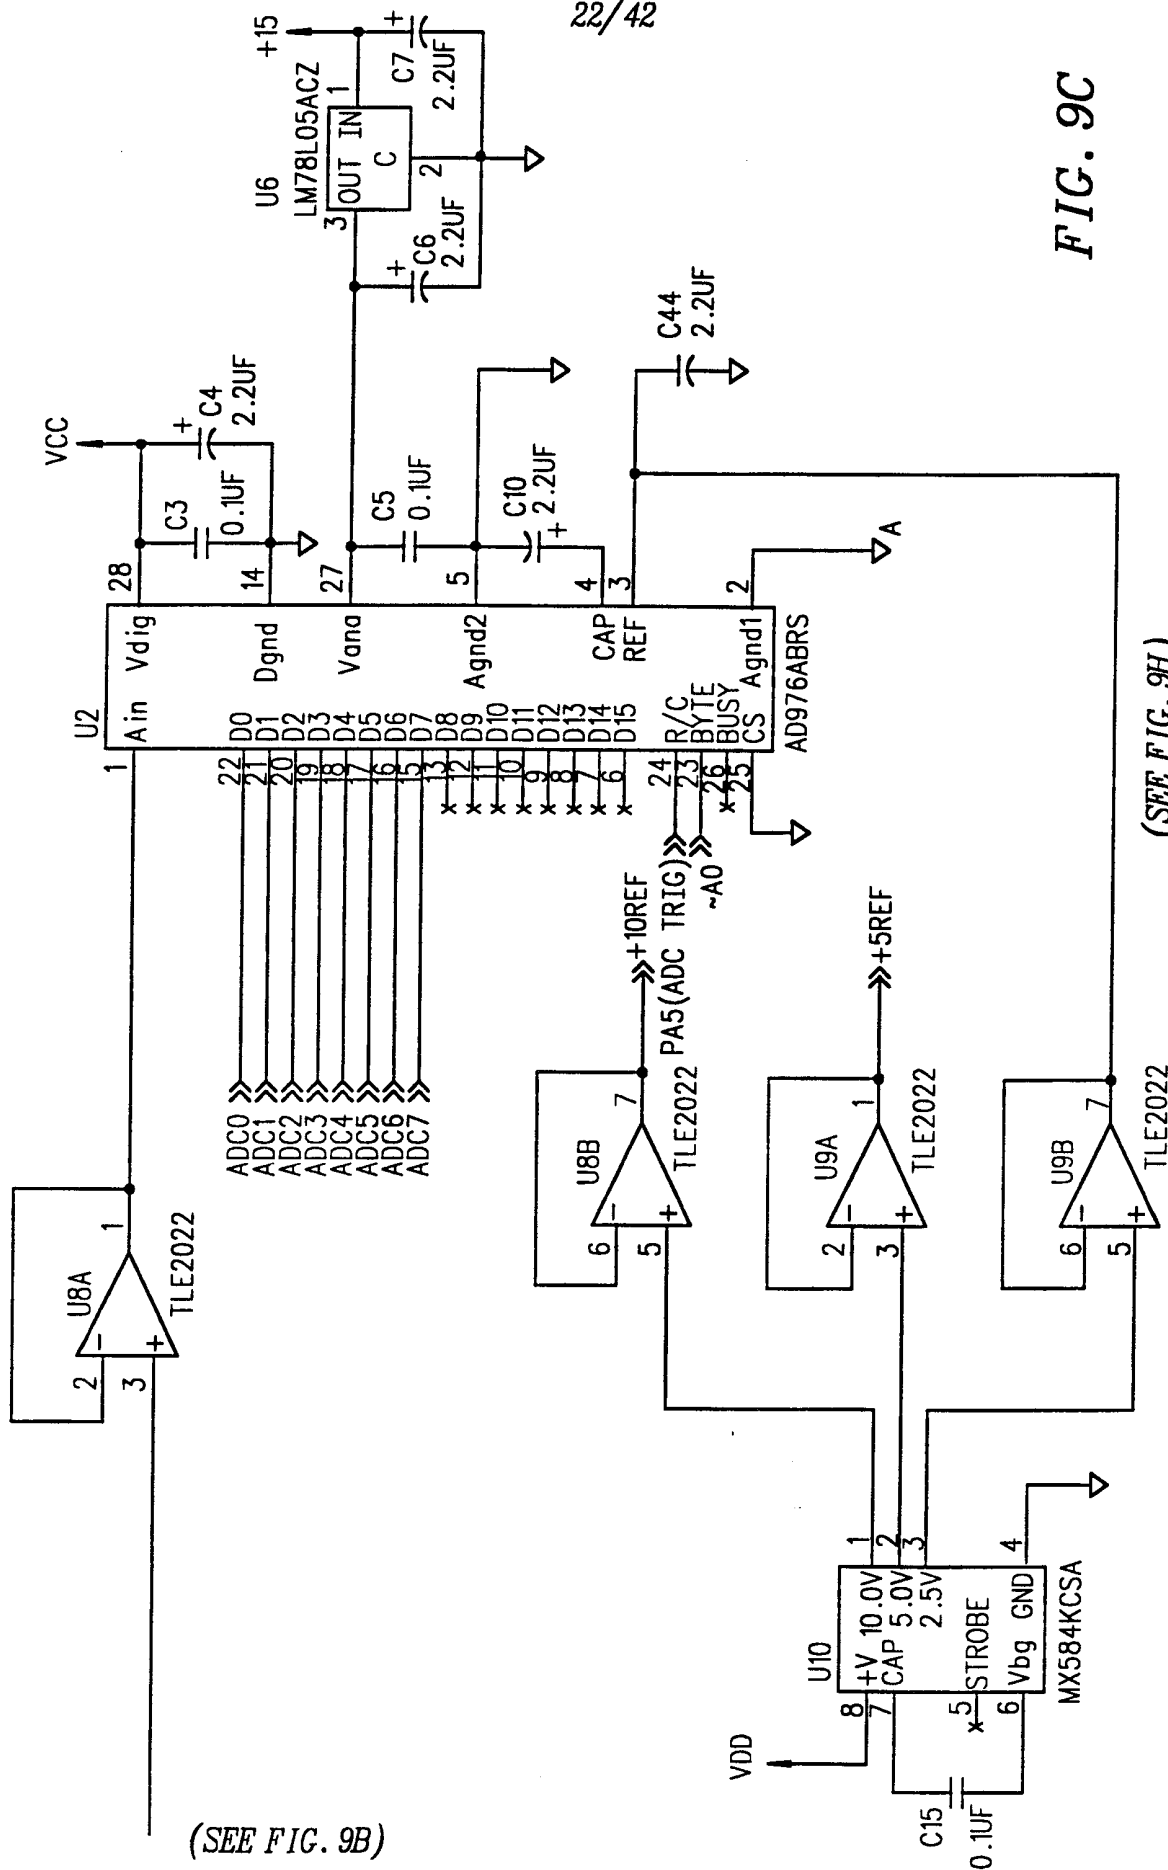 22/42
+15
C7
2.2UF
1
U6
LM78L05ACZ
OUT IN
C
3
2
C6
2.2UF
+
+
VCC
C4
2.2UF
+
C3
0.1UF
C5
0.1UF
C10
2.2UF
+
C44
2.2UF
28
14
27
5
4
3
2
A
U2
Ain Vdig
Dgnd
Vana
Agnd2
CAP
REF
Agnd1
D0
D1
D2
D3
D4
D5
D6
D7
D8
D9
D10
D11
D12
D13
D14
D15
R/C
BYTE
BUSY
CS
AD976ABRS
1
22
21
20
19
18
17
16
15
13
12
11
10
9
8
7
6
24
23
26
25
ADC0
ADC1
ADC2
ADC3
ADC4
ADC5
ADC6
ADC7
PA5(ADC TRIG)
~A0
U8A
TLE2022
2
3
1
-
+
U8B
TLE2022
6
5
7
-
+
+10REF
U9A
TLE2022
2
3
1
-
+
+5REF
U9B
TLE2022
6
5
7
-
+
U10
+V 10.0V
CAP 5.0V
2.5V
STROBE
Vbg GND
MX584KCSA
8
7
5
6
1
2
3
4
VDD
C15
0.1UF
(SEE FIG. 9B)
(SEE FIG. 9H)
FIG. 9C